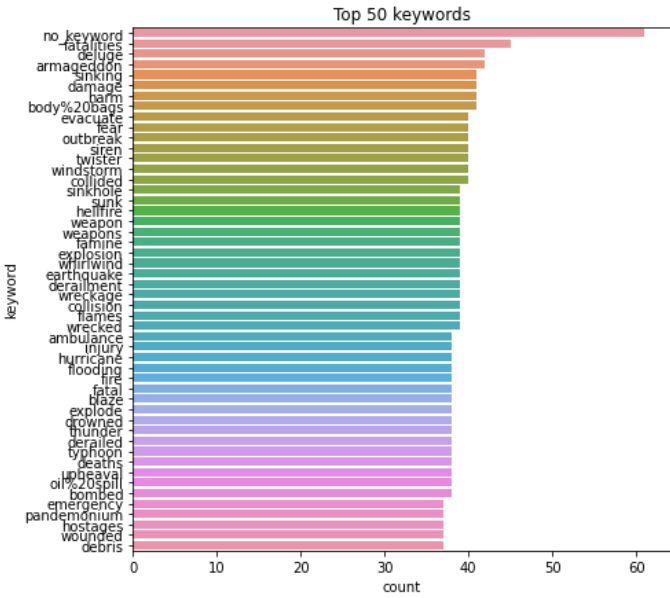 Top 50 keywords
no_keyword
fatalities
deluge
armageddon
sinking
damage
harm
body%20bags
evacuate
fear
outbreak
siren
twister
windstorm
collided
sinkhole
sunk
hellfire
weapon
weapons
famine
explosion
whirlwind
earthquake
derailment
wreckage
collision
flames
wrecked
ambulance
injury
hurricane
flooding
fire
fatal
blaze
explode
drowned
thunder
derailed
typhoon
deaths
upheaval
oil%20spill
bombed
emergency
pandemonium
hostages
wounded
debris
keyword
0 10 20 30 40 50 60
count